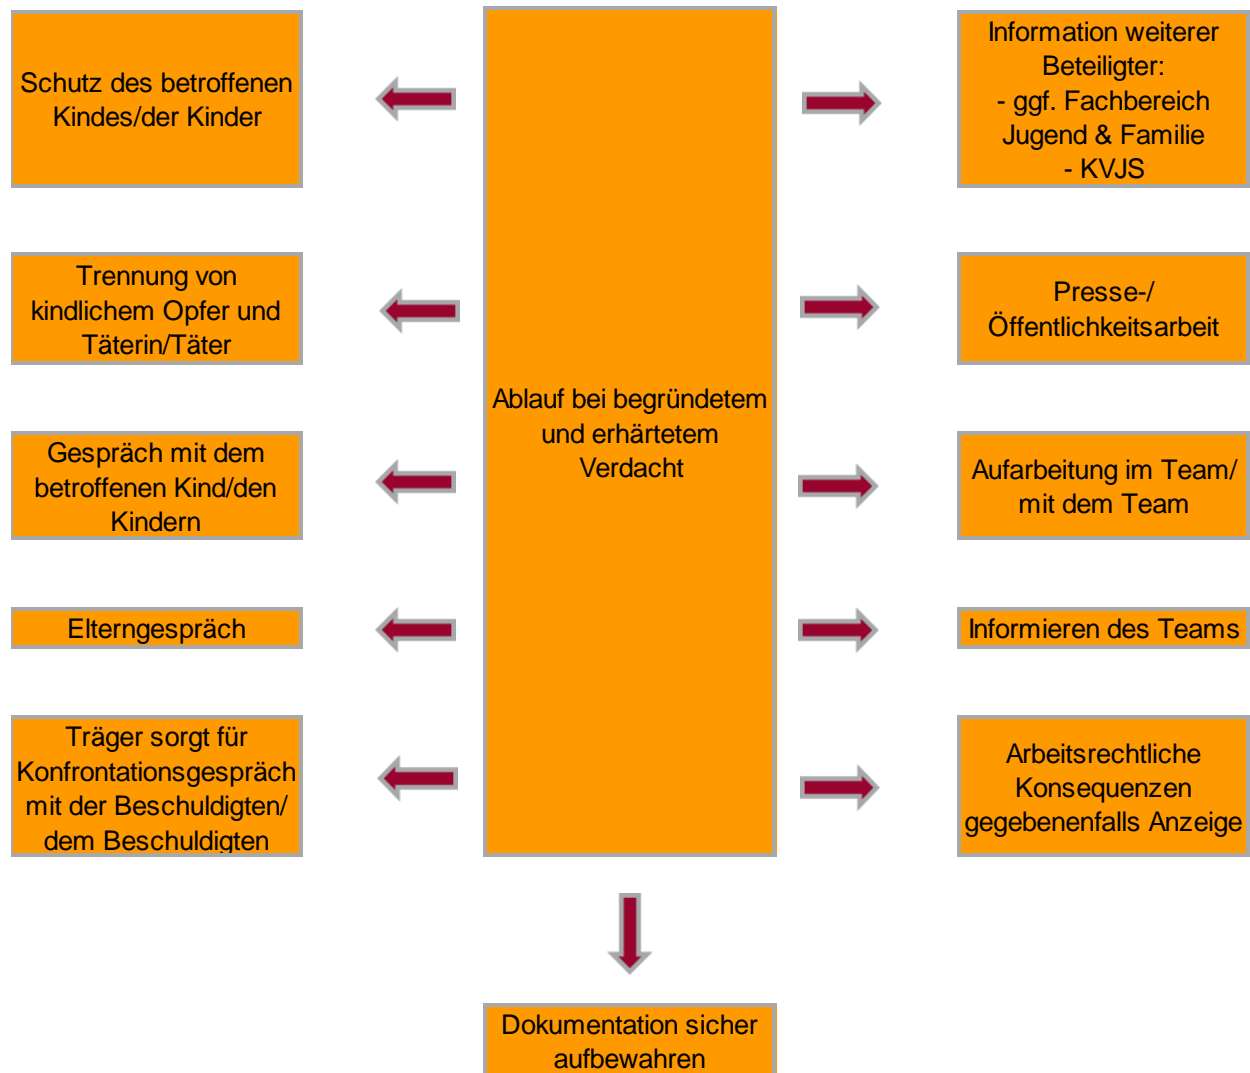 Schutz des betroffenen
Kindes/der Kinder
Trennung von
kindlichem Opfer und
Täterin/Täter
Gespräch mit dem
betroffenen Kind/den
Kindern
Elterngespräch
Träger sorgt für
Konfrontationsgespräch
mit der Beschuldigten/
dem Beschuldigten
Ablauf bei begründetem
und erhärtetem
Verdacht
Information weiterer
Beteiligter:
- ggf. Fachbereich
Jugend & Familie
- KVJS
Presse-/
Öffentlichkeitsarbeit
Aufarbeitung im Team/
mit dem Team
Informieren des Teams
Arbeitsrechtliche
Konsequenzen
gegebenenfalls Anzeige
Dokumentation sicher
aufbewahren